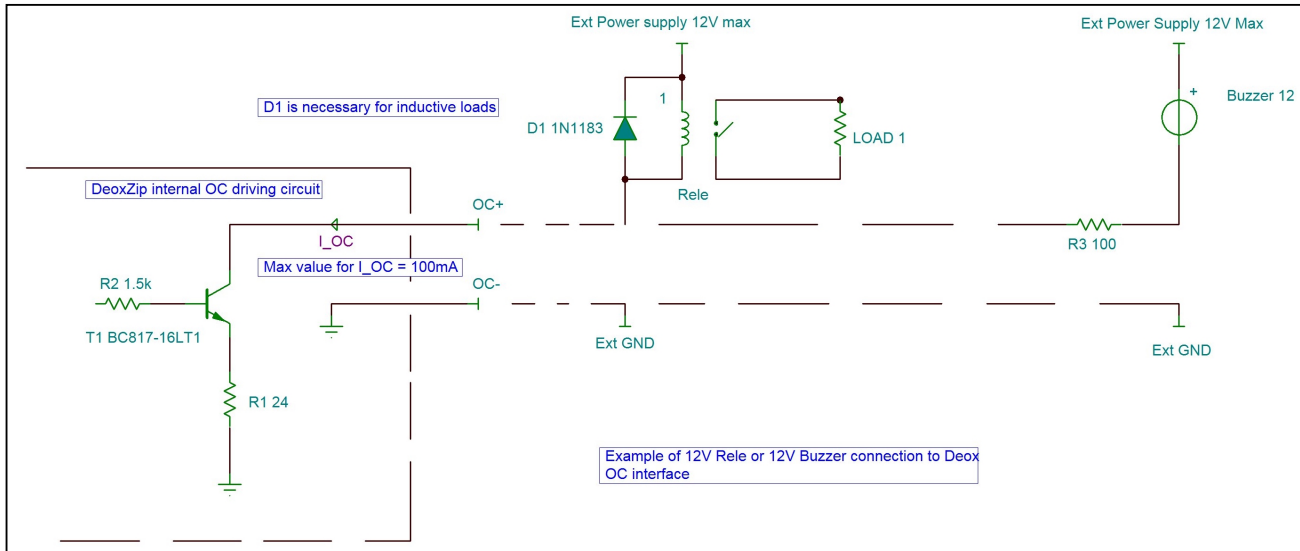 Ext Power supply 12V max
Ext Power Supply 12V Max
D1 is necessary for inductive loads
1
+
Buzzer 12
D1 1N1183
LOAD 1
DeoxZip internal OC driving circuit
Rele
OC+
I_OC
R3 100
Max value for I_OC = 100mA
R2 1.5k
OC-
T1 BC817-16LT1
Ext GND
Ext GND
R1 24
Example of 12V Rele or 12V Buzzer connection to Deox
OC interface